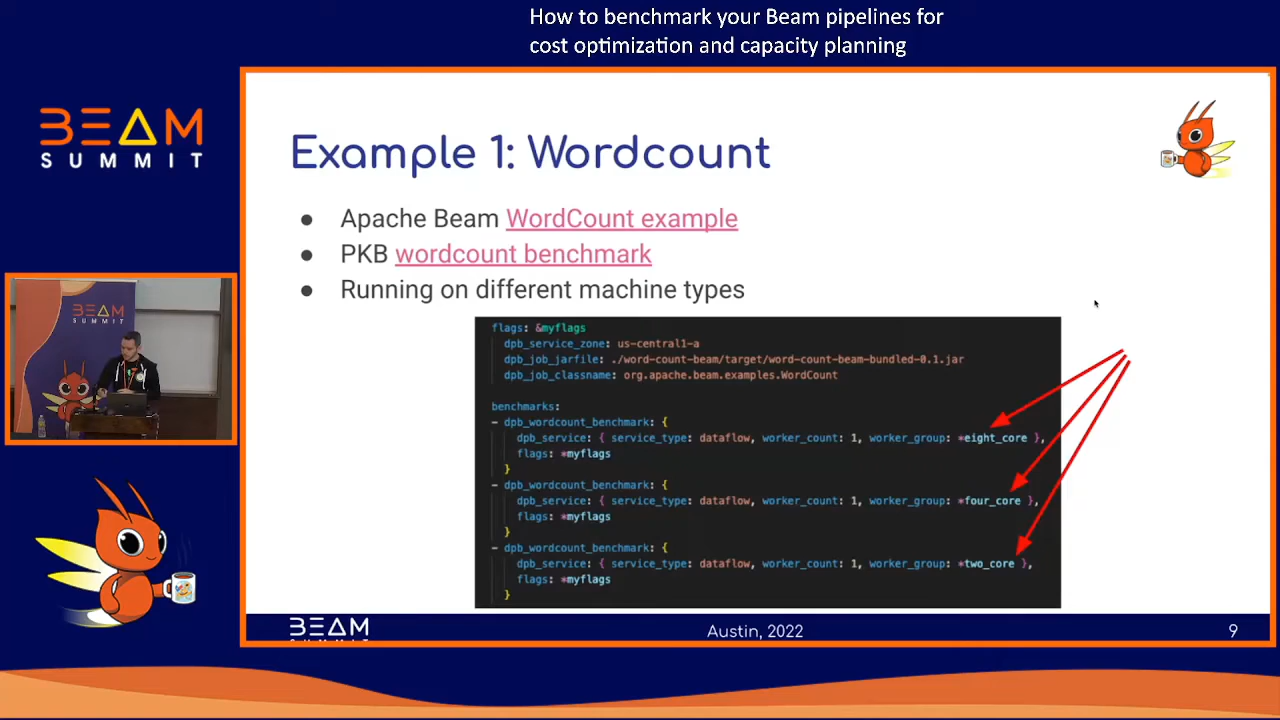 How to benchmark your Beam pipelines for
cost optimization and capacity planning
BEAM
SUMMIT
Example 1: Wordcount
● Apache Beam WordCount example
● PKB wordcount benchmark
● Running on different machine types
flags: &myflags
dpb_service_zone: us-central1-a
dpb_job_jarfile: ./word-count-beam/target/word-count-beam-bundled-0.1.jar
dpb_job_classname: org.apache.beam.examples.WordCount
benchmarks:
- dpb_wordcount_benchmark: {
dpb_service: { service_type: dataflow, worker_count: 1, worker_group: *eight_core },
flags: *myflags
}
- dpb_wordcount_benchmark: {
dpb_service: { service_type: dataflow, worker_count: 1, worker_group: *four_core },
flags: *myflags
}
- dpb_wordcount_benchmark: {
dpb_service: { service_type: dataflow, worker_count: 1, worker_group: *two_core },
flags: *myflags
}
BEAM
SUMMIT
BEAM
SUMMIT
Austin, 2022
9